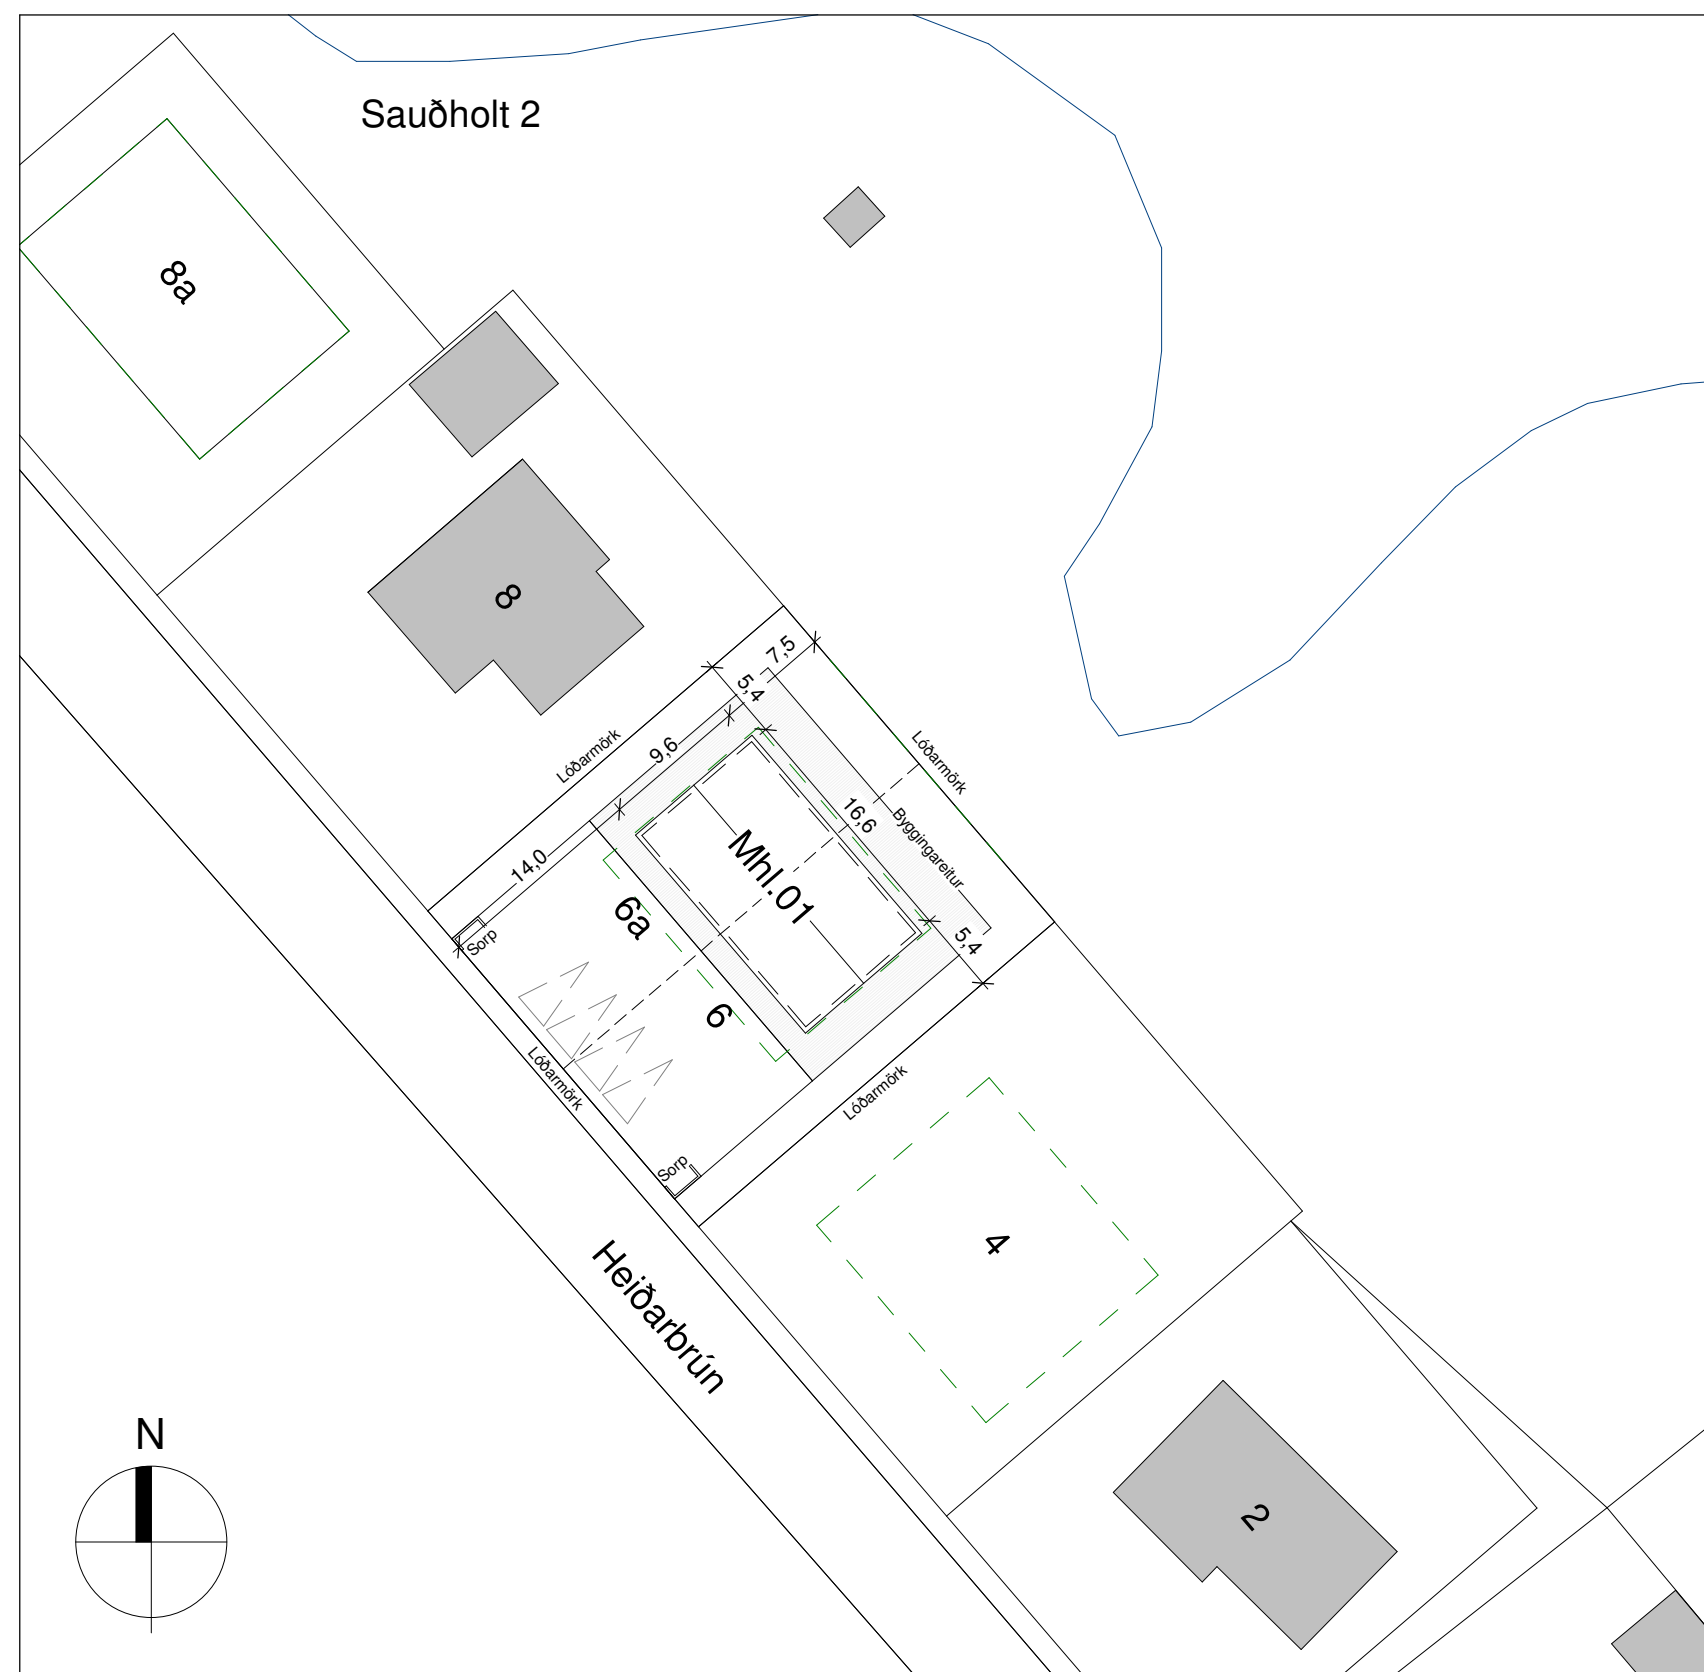 Sauðholt 2
8a
8
7,5
5,4
Lóðarmörk
9,6
Lóðarmörk
16,6
Byggingareitur
14,0
Mhl.01
6a
Sorp
5,4
6
Lóðarmörk
Lóðarmörk
Sorp
4
Heiðarbrún
N
2